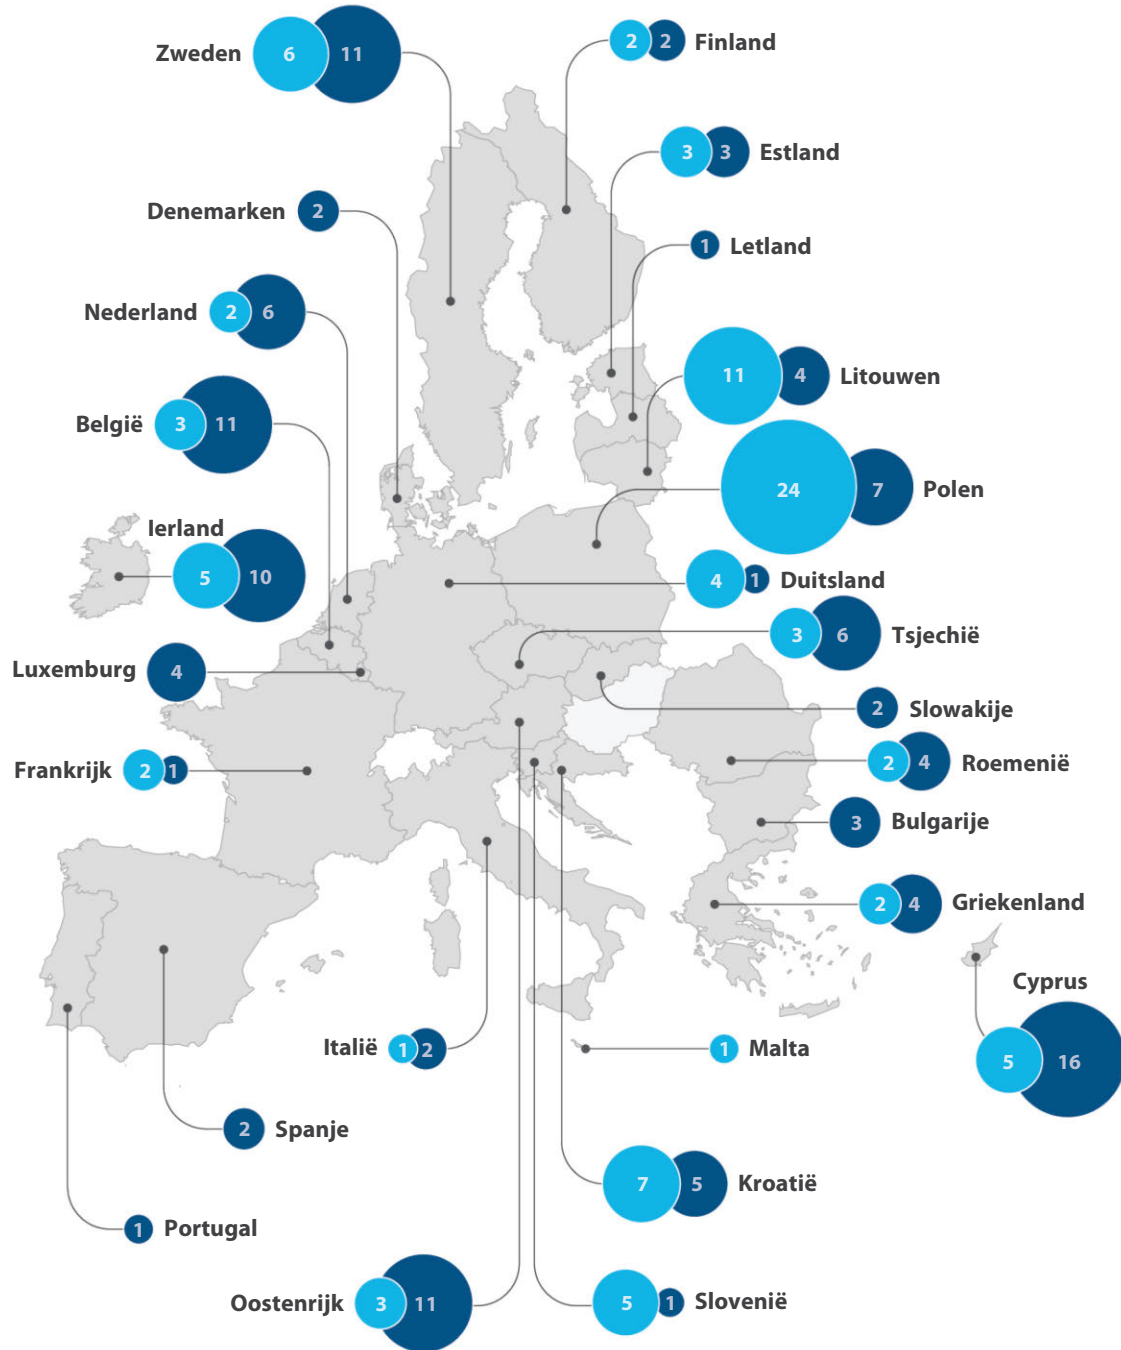 Zweden 6 11
2 2 Finland
3 3 Estland
Denemarken 2
1 Letland
Nederland 2 6
11 4 Litouwen
België 3 11
24 7 Polen
Ierland
5 10
4 1 Duitsland
3 6 Tsjechië
Luxemburg 4
2 Slowakije
2 4 Roemenië
Frankrijk 2 1
3 Bulgarije
2 4 Griekenland
Cyprus
5 16
Italië 1 2
1 Malta
2 Spanje
7 5 Kroatië
1 Portugal
Oostenrijk 3 11
5 1 Slovenië